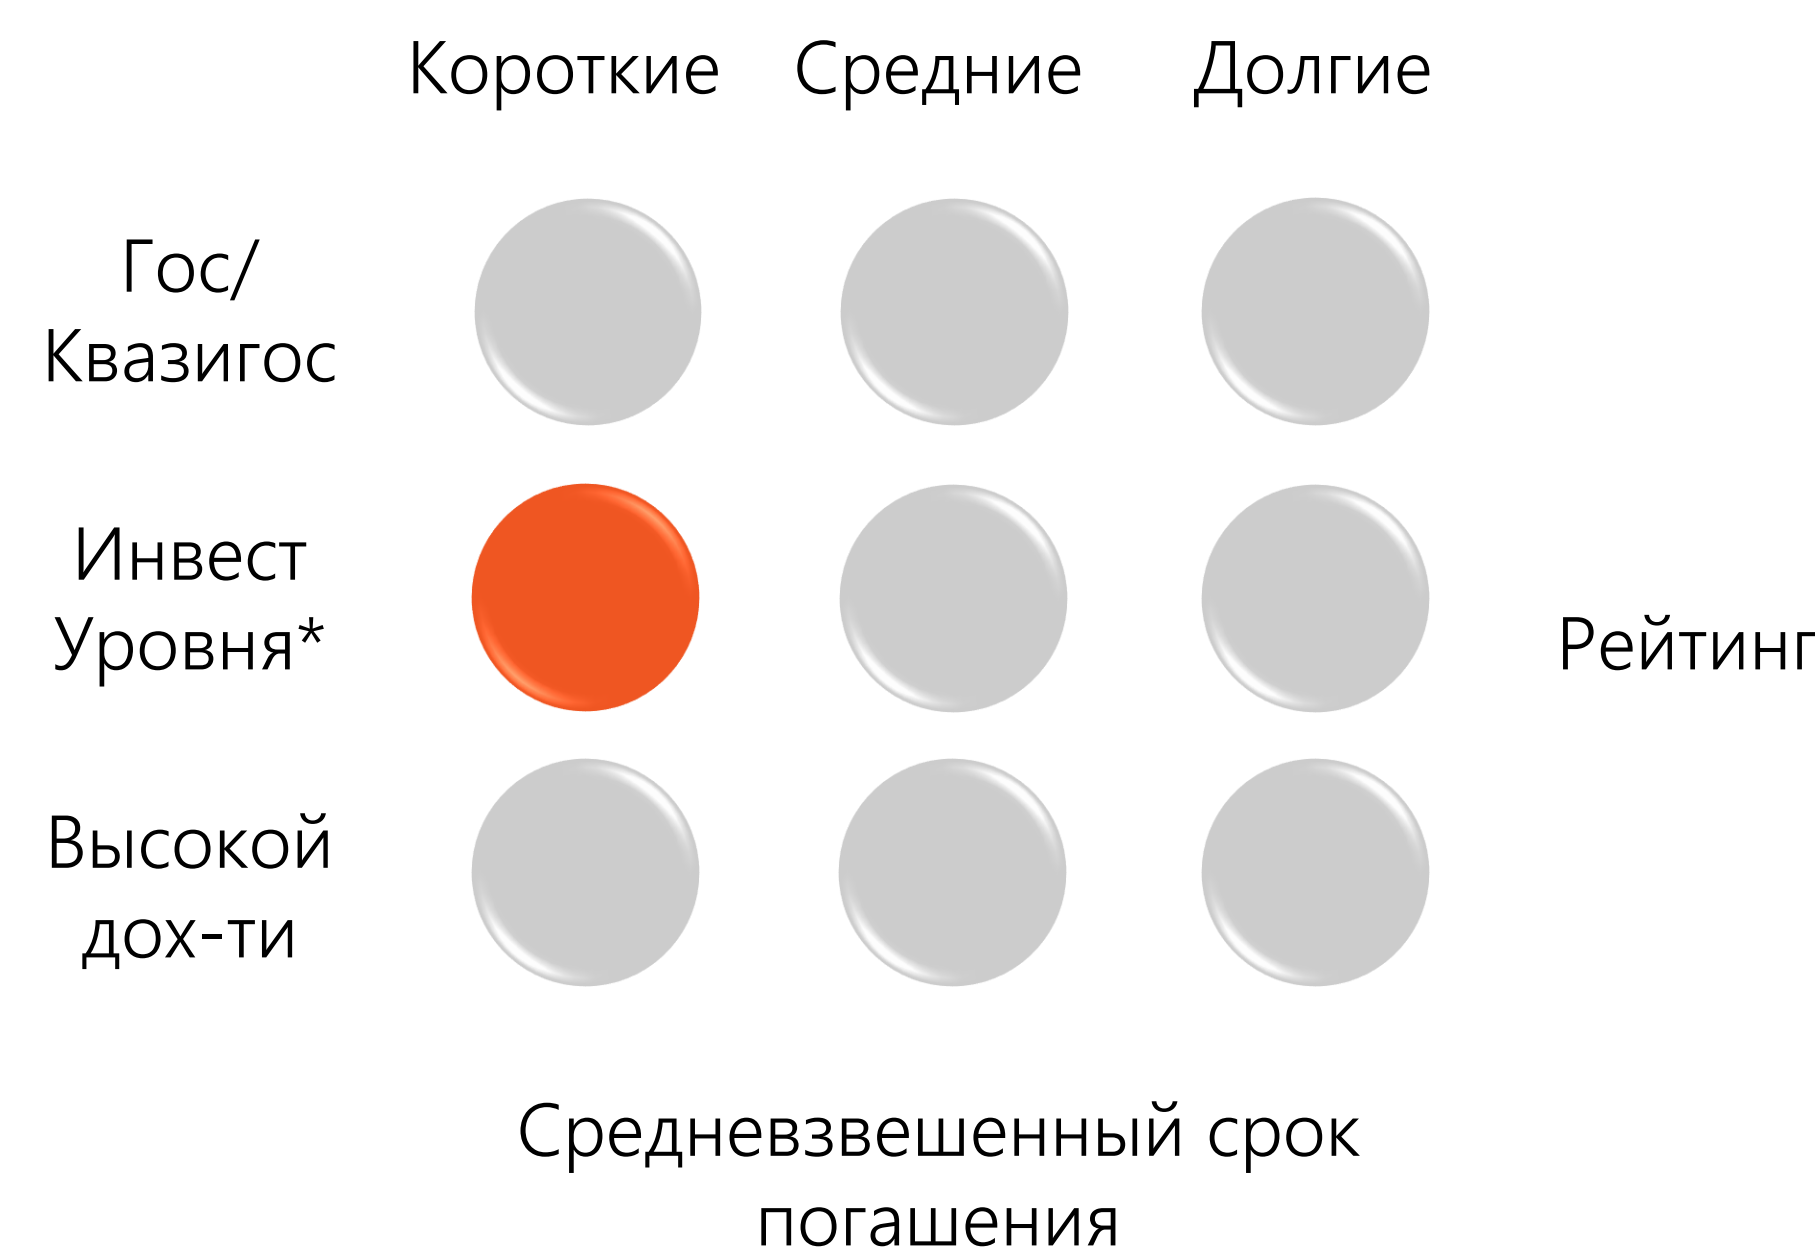 Короткие Средние Долгие
Гос/
Квазигос
Инвест
Уровня*
Рейтинг
Высокой
дох-ти
Средневзвешенный срок
погашения